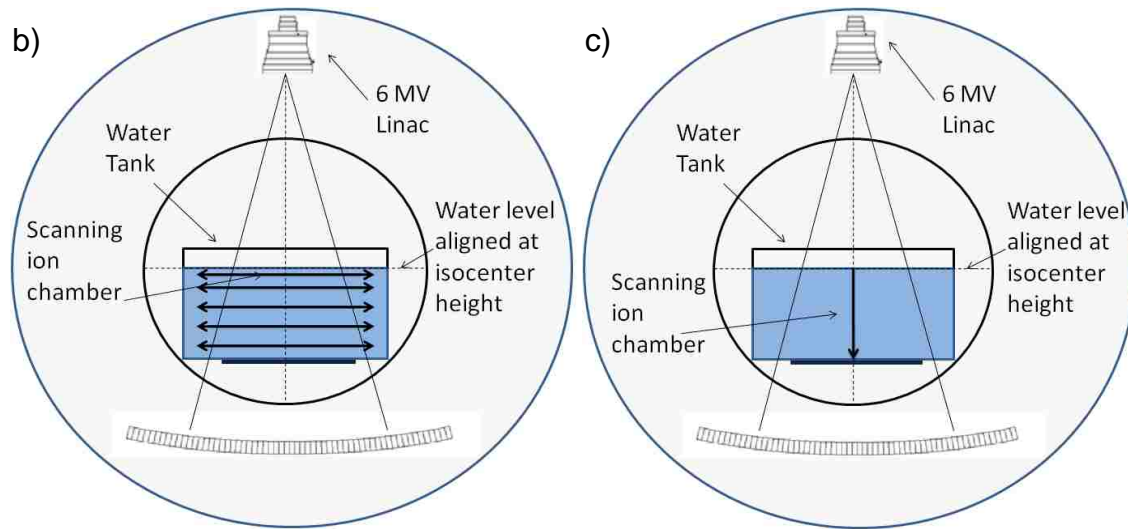 b)
6 MV
Linac
Water
Tank
Scanning
ion
chamber
Water level
aligned at
isocenter
height
c)
6 MV
Linac
Water
Tank
Scanning
ion
chamber
Water level
aligned at
isocenter
height